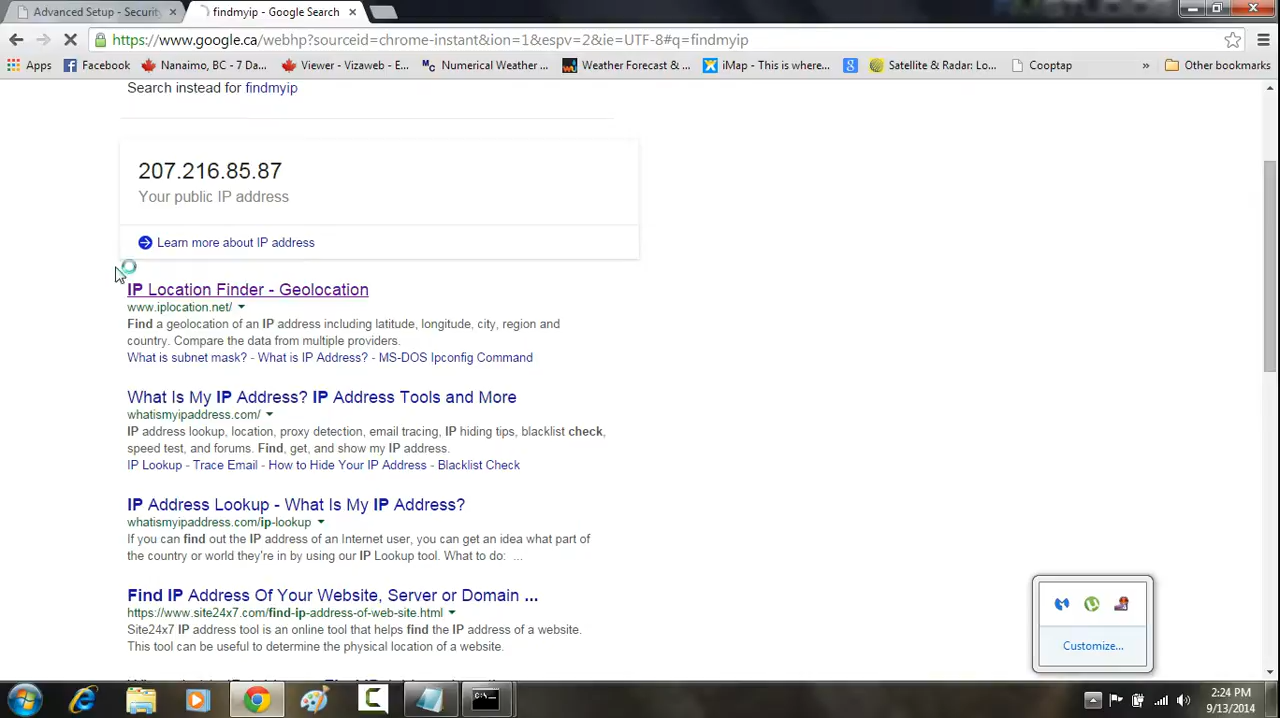 Advanced Setup - Security
findmyip - Google Search
https://www.google.ca/webhp?sourceid=chrome-instant&ion=1&espv=2&ie=UTF-8#q=findmyip
Apps Facebook Nanaimo, BC - 7 Da... Viewer - Vizaweb - E... Numerical Weather ... Weather Forecast & ... iMap - This is where... Satellite & Radar: Lo... Cooptap » Other bookmarks
Search instead for findmyip
207.216.85.87
Your public IP address
Learn more about IP address
IP Location Finder - Geolocation
www.iplocation.net/
Find a geolocation of an IP address including latitude, longitude, city, region and
country. Compare the data from multiple providers.
What is subnet mask? - What is IP Address? - MS-DOS Ipconfig Command
What Is My IP Address? IP Address Tools and More
whatismyipaddress.com/
IP address lookup, location, proxy detection, email tracing, IP hiding tips, blacklist check,
speed test, and forums. Find, get, and show my IP address.
IP Lookup - Trace Email - How to Hide Your IP Address - Blacklist Check
IP Address Lookup - What Is My IP Address?
whatismyipaddress.com/ip-lookup
If you can find out the IP address of an Internet user, you can get an idea what part of
the country or world they're in by using our IP Lookup tool. What to do: ...
Find IP Address Of Your Website, Server or Domain ...
https://www.site24x7.com/find-ip-address-of-web-site.html
Site24x7 IP address tool is an online tool that helps find the IP address of a website.
This tool can be useful to determine the physical location of a website.
Customize...
2:24 PM
9/13/2014